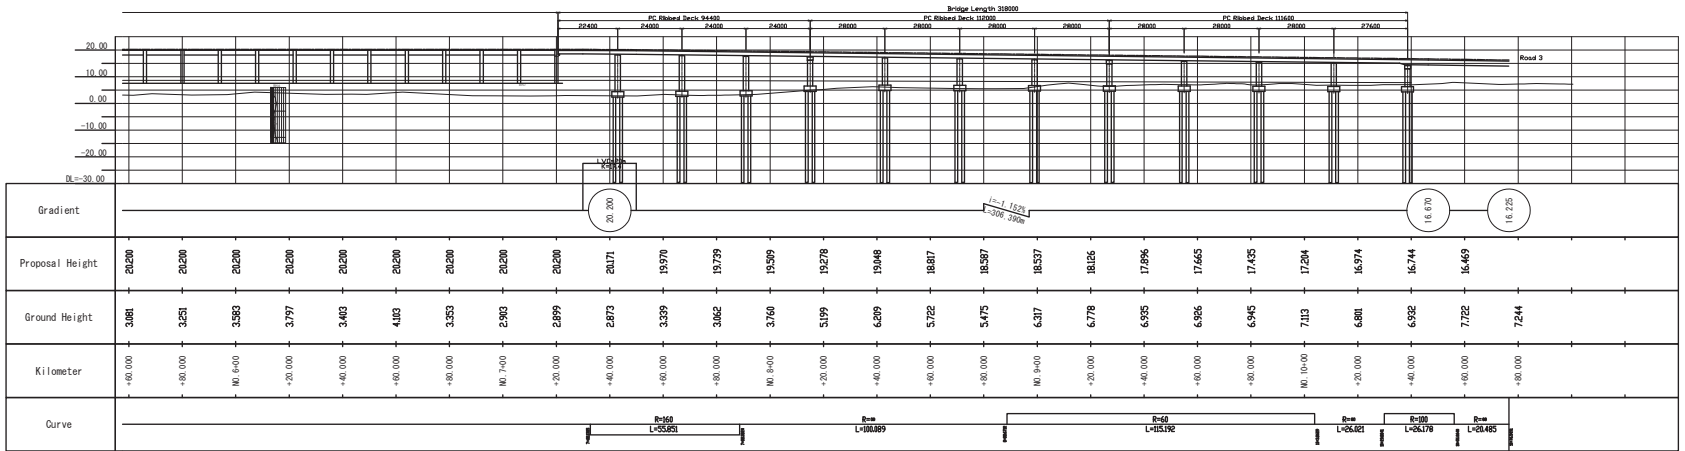 Bridge Length 318000
PC Ribbed Deck 94400 PC Ribbed Deck 112000 PC Ribbed Deck 111600
22400 24000 24000 24000 28000 28000 28000 28000 28000 28000 28000 27600
20.00
10.00
0.00
-10.00
-20.00
DL=-30.00
Road 3
Gradient
20.200
i=-1.152%
L=306.390m
16.670
16.225
Proposal Height
20.200 20.200 20.200 20.200 20.200 20.200 20.200 20.200 20.200 20.171 19.970 19.739 19.509 19.278 19.048 18.817 18.587 18.537 18.126 17.896 17.665 17.435 17.204 16.974 16.744 16.469
Ground Height
3.081 3.251 3.583 3.797 3.403 4.103 3.353 2.903 2.899 2.873 3.339 3.062 3.760 5.199 6.209 5.722 5.475 6.317 6.778 6.935 6.926 6.945 7.113 6.801 6.932 7.722 7.244
Kilometer
+60.000 +80.000 NO.6+00 +20.000 +40.000 +60.000 +80.000 NO.7+00 +20.000 +40.000 +60.000 +80.000 NO.8+00 +20.000 +40.000 +60.000 +80.000 NO.9+00 +20.000 +40.000 +60.000 +80.000 NO.10+00 +20.000 +40.000 +60.000 +80.000
Curve
R=160 R=∞ R=60 R=∞ R=100 R=∞
L=55.851 L=100.089 L=115.192 L=26.021 L=26.178 L=20.485